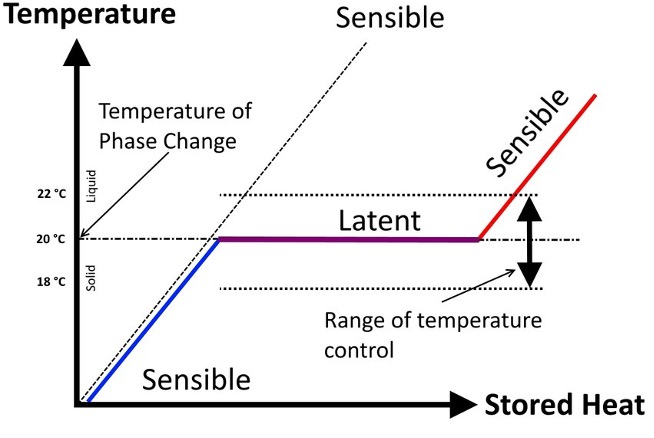 Temperature
Sensible
Temperature of
Phase Change
Sensible
Liquid
22 °C
Latent
20 °C
Solid
18 °C
Range of temperature
control
Sensible
Stored Heat